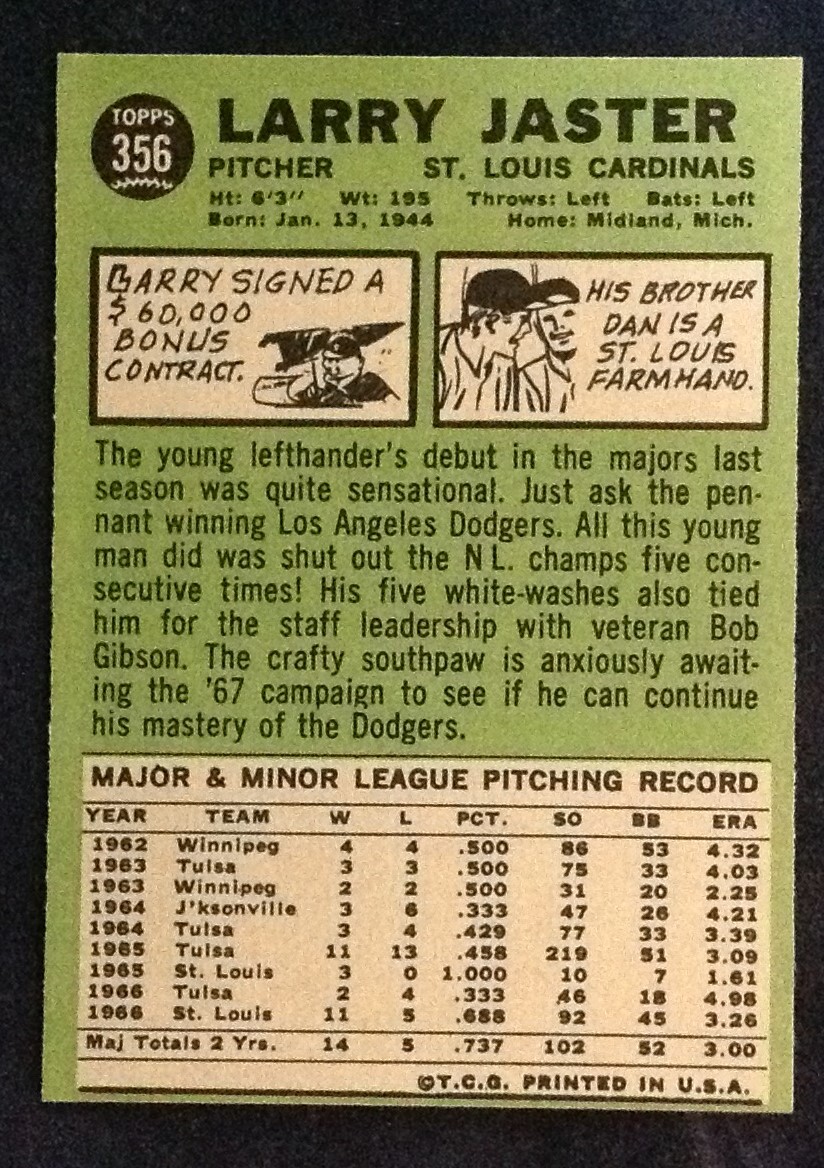 TOPPS
356
LARRY JASTER
PITCHER ST. LOUIS CARDINALS
Ht: 6'3" Wt: 195 Throws: Left Bats: Left
Born: Jan. 13, 1944 Home: Midland, Mich.
LARRY SIGNED A
$60,000
BONUS
CONTRACT.
HIS BROTHER
DAN IS A
ST. LOUIS
FARMHAND.
The young lefthander's debut in the majors last
season was quite sensational. Just ask the pen-
nant winning Los Angeles Dodgers. All this young
man did was shut out the N L. champs five con-
secutive times! His five white-washes also tied
him for the staff leadership with veteran Bob
Gibson. The crafty southpaw is anxiously await-
ing the '67 campaign to see if he can continue
his mastery of the Dodgers.
MAJOR & MINOR LEAGUE PITCHING RECORD
YEAR TEAM W L PCT. SO BB ERA
1962 Winnipeg 4 4 .500 86 53 4.32
1963 Tulsa 3 3 .500 75 33 4.03
1963 Winnipeg 2 2 .500 31 20 2.25
1964 J'ksonville 3 6 .333 47 26 4.21
1964 Tulsa 3 4 .429 77 33 3.39
1965 Tulsa 11 13 .458 219 51 3.09
1965 St. Louis 3 0 1.000 10 7 1.61
1966 Tulsa 2 4 .333 46 18 4.98
1966 St. Louis 11 5 .688 92 45 3.26
Maj Totals 2 Yrs. 14 5 .737 102 52 3.00
©T.C.G. PRINTED IN U.S.A.